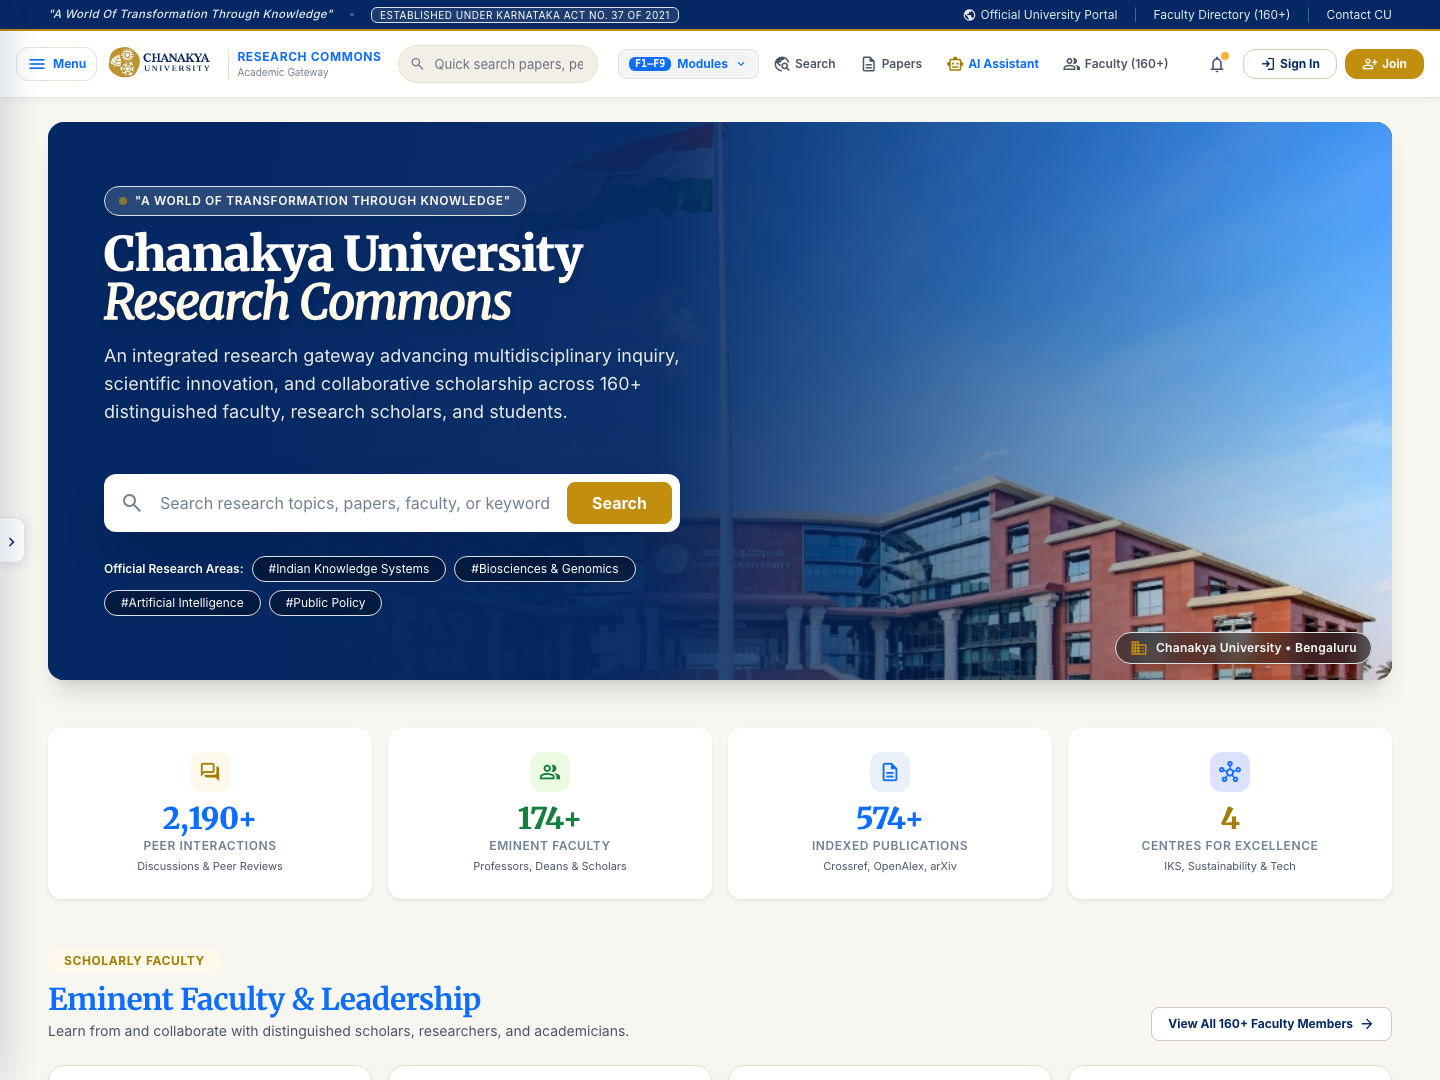 "A World Of Transformation Through Knowledge"
•
ESTABLISHED UNDER KARNATAKA ACT NO. 37 OF 2021
Official University Portal
Faculty Directory (160+)
Contact CU
Menu
CHANAKYA
UNIVERSITY
RESEARCH COMMONS
Academic Gateway
Quick search papers, pe
F1–F9 Modules
Search
Papers
AI Assistant
Faculty (160+)
Sign In
Join
"A WORLD OF TRANSFORMATION THROUGH KNOWLEDGE"
Chanakya University
Research Commons
An integrated research gateway advancing multidisciplinary inquiry,
scientific innovation, and collaborative scholarship across 160+
distinguished faculty, research scholars, and students.
Search research topics, papers, faculty, or keyword
Search
Official Research Areas:
#Indian Knowledge Systems
#Biosciences & Genomics
#Artificial Intelligence
#Public Policy
Chanakya University • Bengaluru
2,190+
PEER INTERACTIONS
Discussions & Peer Reviews
174+
EMINENT FACULTY
Professors, Deans & Scholars
574+
INDEXED PUBLICATIONS
Crossref, OpenAlex, arXiv
4
CENTRES FOR EXCELLENCE
IKS, Sustainability & Tech
SCHOLARLY FACULTY
Eminent Faculty & Leadership
Learn from and collaborate with distinguished scholars, researchers, and academicians.
View All 160+ Faculty Members